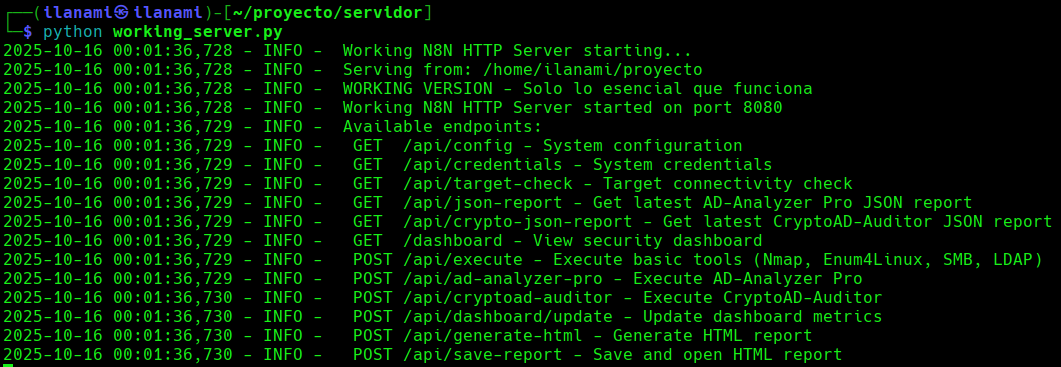 ┌──(ilanami㉿ilanami)-[~/proyecto/servidor]
└─$ python working_server.py
2025-10-16 00:01:36,728 - INFO -  Working N8N HTTP Server starting...
2025-10-16 00:01:36,728 - INFO -  Serving from: /home/ilanami/proyecto
2025-10-16 00:01:36,728 - INFO -  WORKING VERSION - Solo lo esencial que funciona
2025-10-16 00:01:36,728 - INFO -  Working N8N HTTP Server started on port 8080
2025-10-16 00:01:36,729 - INFO -  Available endpoints:
2025-10-16 00:01:36,729 - INFO -   GET  /api/config - System configuration
2025-10-16 00:01:36,729 - INFO -   GET  /api/credentials - System credentials
2025-10-16 00:01:36,729 - INFO -   GET  /api/target-check - Target connectivity check
2025-10-16 00:01:36,729 - INFO -   GET  /api/json-report - Get latest AD-Analyzer Pro JSON report
2025-10-16 00:01:36,729 - INFO -   GET  /api/crypto-json-report - Get latest CryptoAD-Auditor JSON report
2025-10-16 00:01:36,729 - INFO -   GET  /dashboard - View security dashboard
2025-10-16 00:01:36,729 - INFO -   POST /api/execute - Execute basic tools (Nmap, Enum4Linux, SMB, LDAP)
2025-10-16 00:01:36,729 - INFO -   POST /api/ad-analyzer-pro - Execute AD-Analyzer Pro
2025-10-16 00:01:36,730 - INFO -   POST /api/cryptoad-auditor - Execute CryptoAD-Auditor
2025-10-16 00:01:36,730 - INFO -   POST /api/dashboard/update - Update dashboard metrics
2025-10-16 00:01:36,730 - INFO -   POST /api/generate-html - Generate HTML report
2025-10-16 00:01:36,730 - INFO -   POST /api/save-report - Save and open HTML report